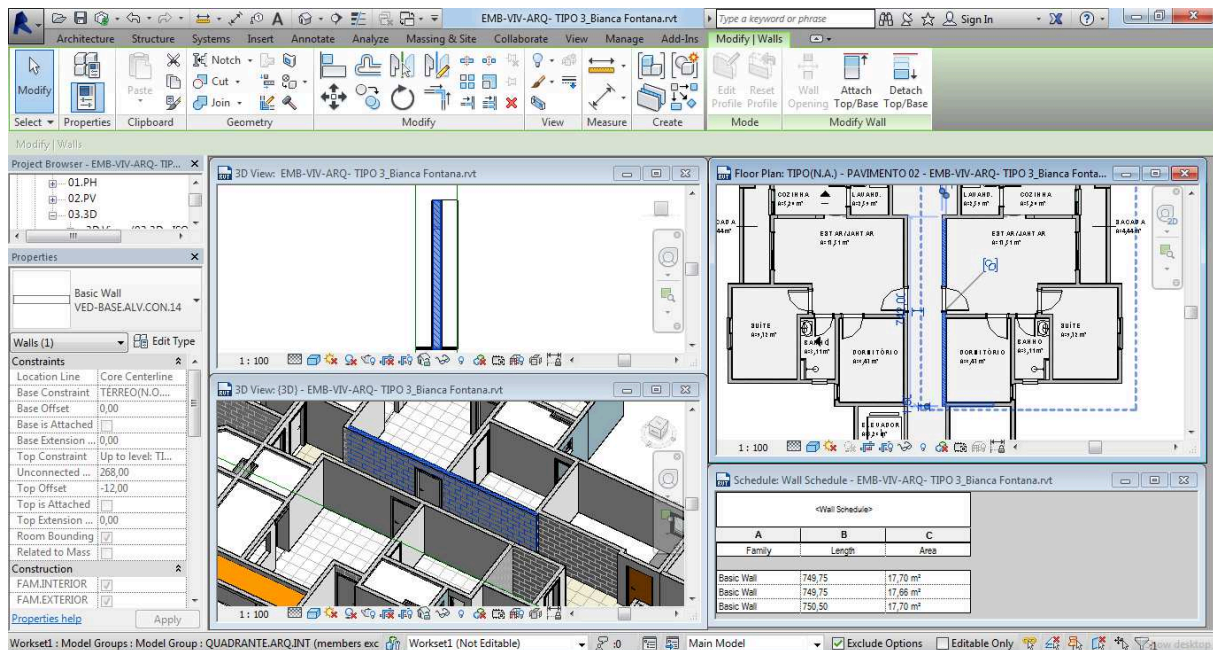 EMB-VIV-ARQ- TIPO 3_Bianca Fontana.rvt
Type a keyword or phrase
Sign In
Architecture Structure Systems Insert Annotate Analyze Massing & Site Collaborate View Manage Add-Ins Modify | Walls
Modify
Paste
Notch
Cut
Join
Edit Profile
Reset Profile
Wall Opening
Attach Top/Base
Detach Top/Base
Select Properties Clipboard Geometry Modify View Measure Create Mode Modify Wall
Modify | Walls
Project Browser - EMB-VIV-ARQ- TIP...
01.PH
02.PV
03.3D
Properties
Basic Wall
VED-BASE.ALV.CON.14
Walls (1) Edit Type
Constraints
Location Line Core Centerline
Base Constraint TÉRREO(N.O....
Base Offset 0,00
Base is Attached
Base Extension ... 0,00
Top Constraint Up to level: TI...
Unconnected ... 268,00
Top Offset -12,00
Top is Attached
Top Extension ... 0,00
Room Bounding
Related to Mass
Construction
FAM.INTERIOR
FAM.EXTERIOR
Properties help Apply
3D View: EMB-VIV-ARQ- TIPO 3_Bianca Fontana.rvt
1 : 100
3D View: {3D} - EMB-VIV-ARQ- TIPO 3_Bianca Fontana.rvt
1 : 100
Floor Plan: TIPO(N.A.) - PAVIMENTO 02 - EMB-VIV-ARQ- TIPO 3_Bianca Fonta...
COZINHA LAVAND. LAVAND. COZINHA
SACADA
ESTAR/JANTAR ESTAR/JANTAR
2D
SUÍTE BANHO DORMITÓRIO DORMITÓRIO BANHO SUÍTE
ELEVADOR
1 : 100
Schedule: Wall Schedule - EMB-VIV-ARQ- TIPO 3_Bianca Fontana.rvt
<Wall Schedule>
A B C
Family Length Area
Basic Wall 749,75 17,70 m²
Basic Wall 749,75 17,66 m²
Basic Wall 750,50 17,70 m²
Workset1 : Model Groups : Model Group : QUADRANTE.ARQ.INT (members exc Workset1 (Not Editable) :0 Main Model Exclude Options Editable Only